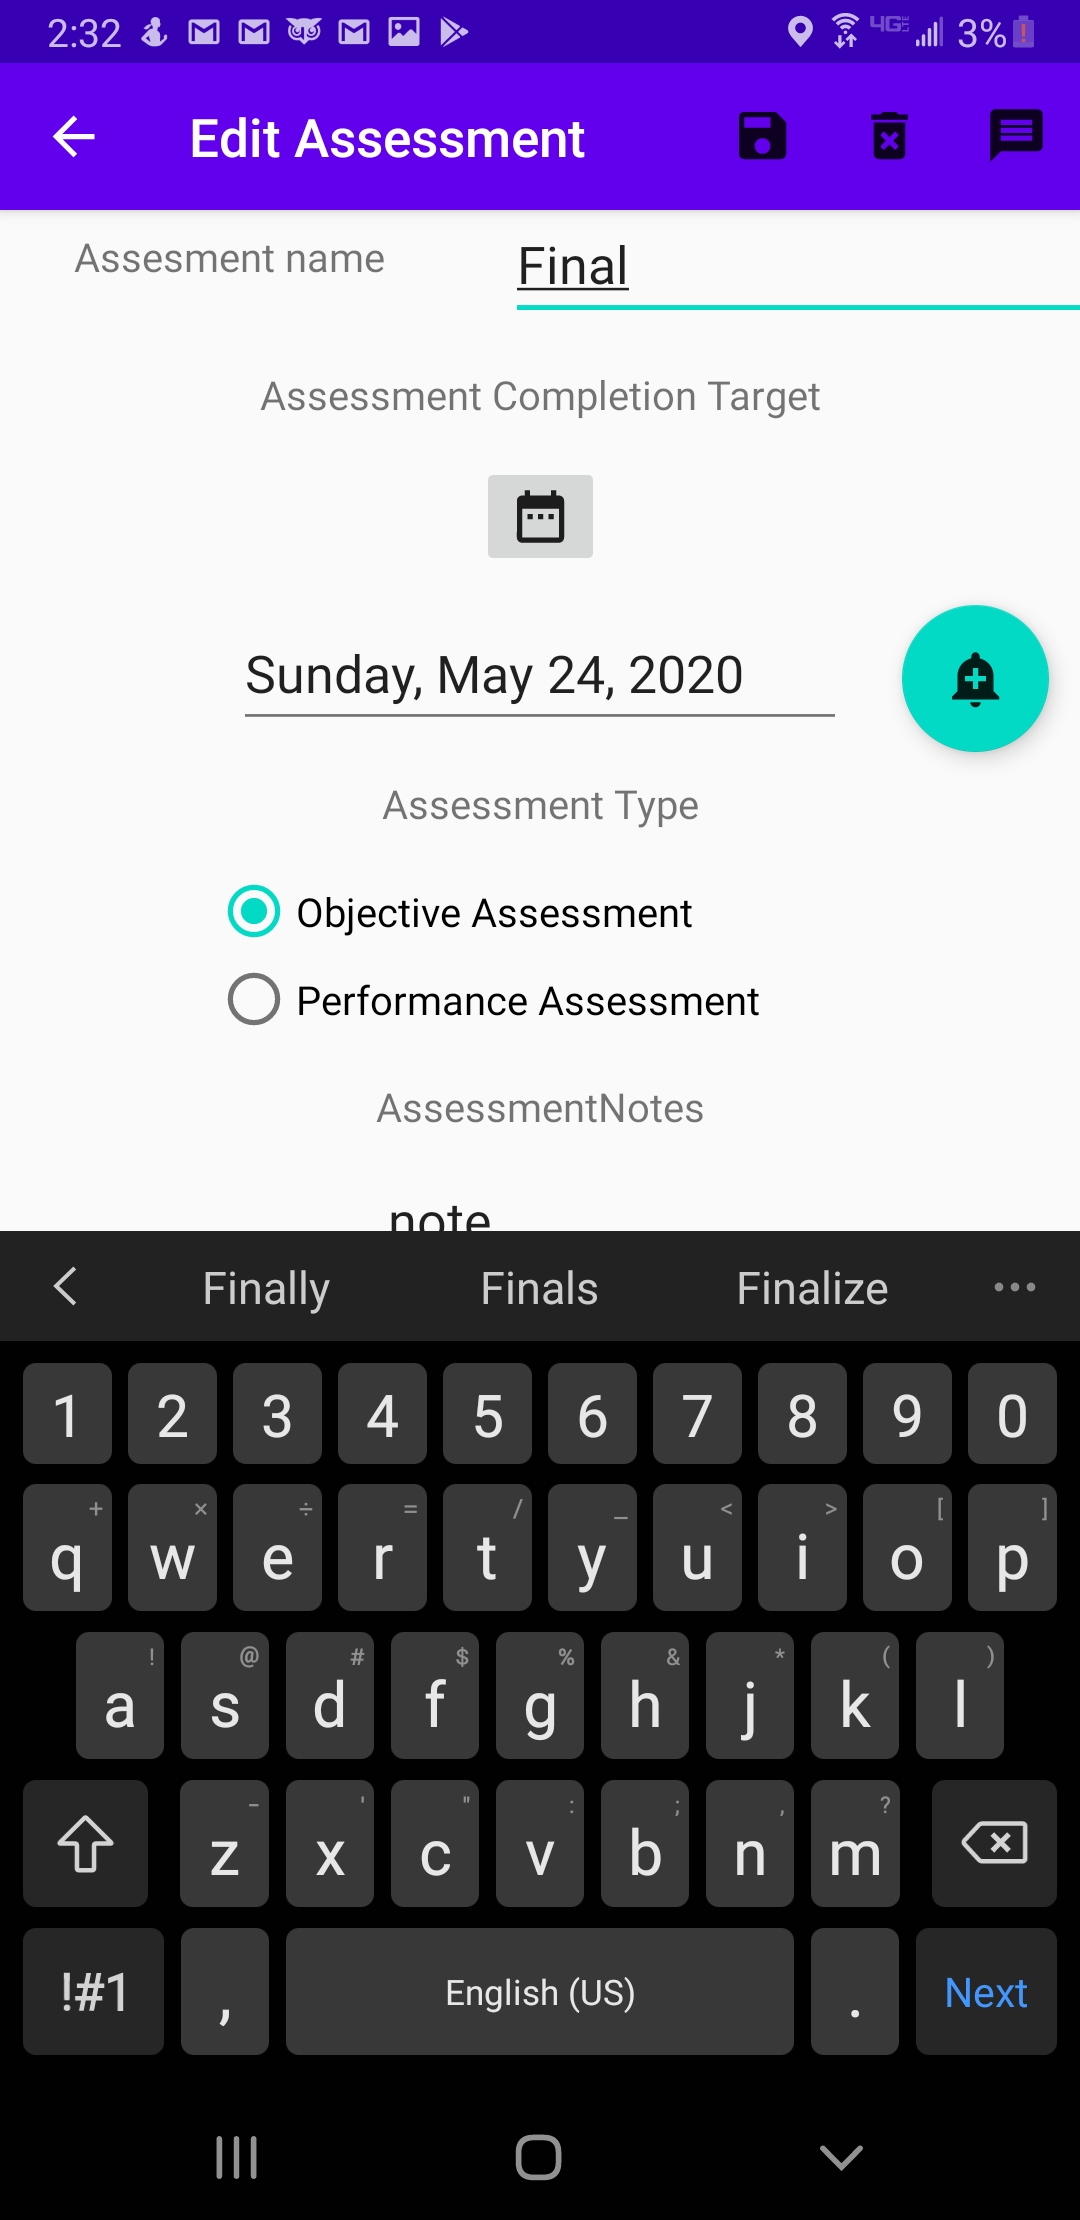 2:32 4G LTE 3%
Edit Assessment
Assesment name Final
Assessment Completion Target
Sunday, May 24, 2020
Assessment Type
Objective Assessment
Performance Assessment
AssessmentNotes
note
Finally Finals Finalize
1 2 3 4 5 6 7 8 9 0
+ × ÷ = / _ < > [ ]
q w e r t y u i o p
! @ # $ % & * ( )
a s d f g h j k l
- ' " : ; , ?
z x c v b n m
!#1 , English (US) . Next